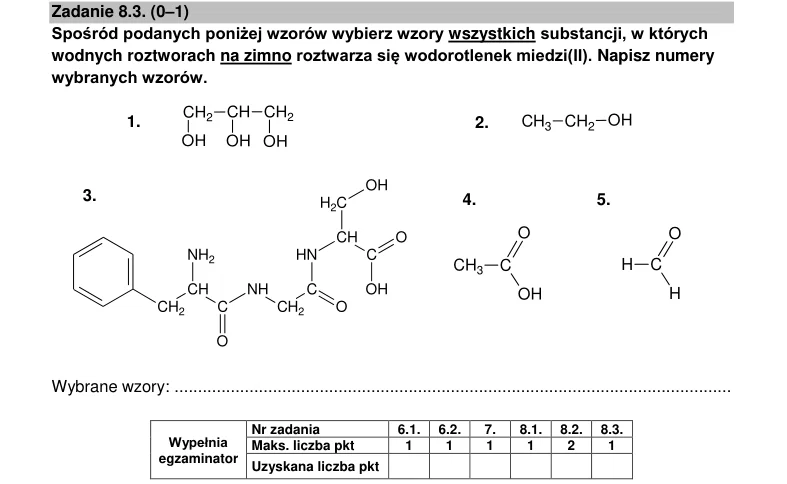 Zadanie 8.3. (0–1)
Spośród podanych poniżej wzorów wybierz wzory wszystkich substancji, w których
wodnych roztworach na zimno roztwarza się wodorotlenek miedzi(II). Napisz numery
wybranych wzorów.
1. CH2–CH–CH2
OH OH OH
2. CH3–CH2–OH
3.
OH
H2C
CH
O
HN
C
NH2
OH
CH
NH
C
CH2
C
CH2
O
O
4.
O
CH3–C
OH
5.
O
H–C
H
Wybrane wzory: ........................................................................................................................
Wypełnia egzaminator
Nr zadania 6.1. 6.2. 7. 8.1. 8.2. 8.3.
Maks. liczba pkt 1 1 1 1 2 1
Uzyskana liczba pkt